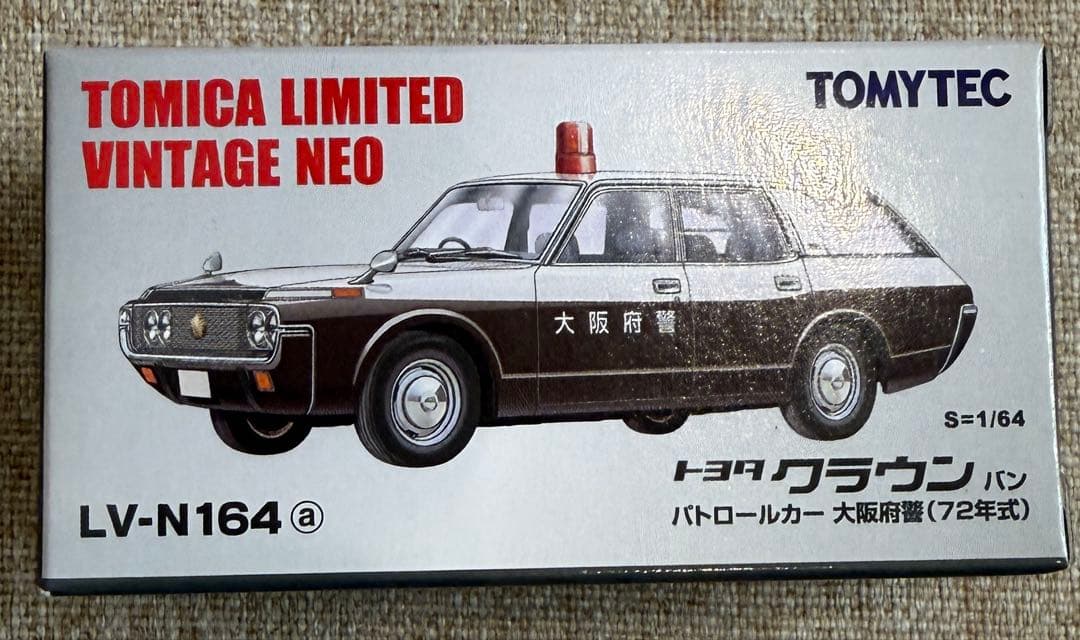 TOMICA LIMITED
VINTAGE NEO
TOMYTEC
大阪府警
S=1/64
トヨタ クラウン バン
パトロールカー 大阪府警(72年式)
LV-N164 ⓐ